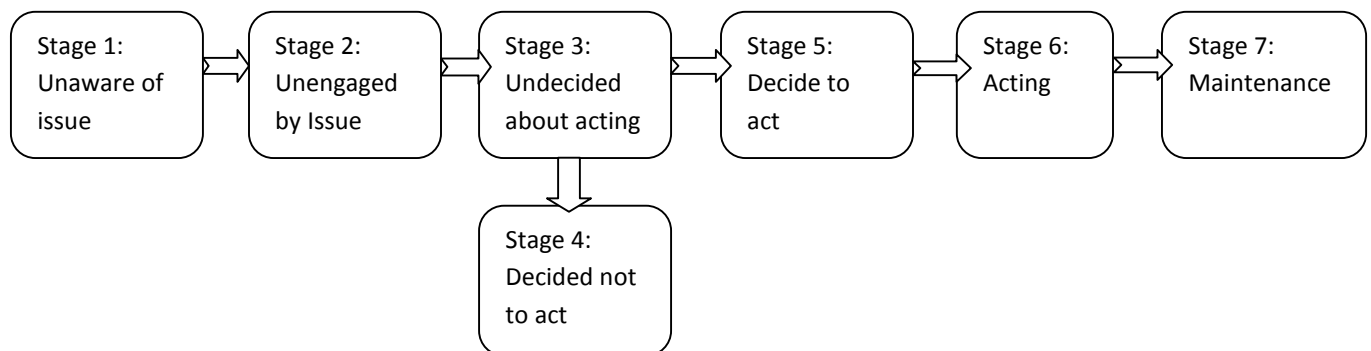 Stage 1:
Unaware of
issue
Stage 2:
Unengaged
by Issue
Stage 3:
Undecided
about acting
Stage 4:
Decided not
to act
Stage 5:
Decide to
act
Stage 6:
Acting
Stage 7:
Maintenance